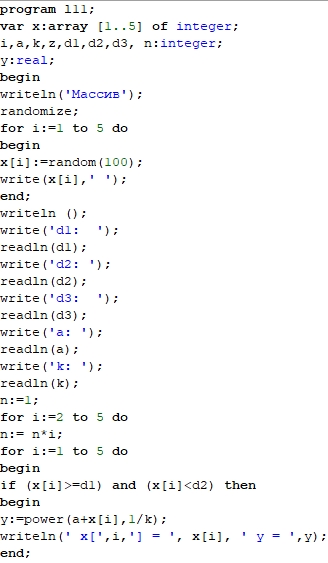 program lll;
var x:array [1..5] of integer;
i,a,k,z,d1,d2,d3, n:integer;
y:real;
begin
writeln('Массив');
randomize;
for i:=1 to 5 do
begin
x[i]:=random(100);
write(x[i],' ');
end;
writeln ();
write('d1:  ');
readln(d1);
write('d2: ');
readln(d2);
write('d3:  ');
readln(d3);
write('a: ');
readln(a);
write('k: ');
readln(k);
n:=1;
for i:=2 to 5 do
n:= n*i;
for i:=1 to 5 do
begin
if (x[i]>=d1) and (x[i]<d2) then
begin
y:=power(a+x[i],1/k);
writeln(' x[',i,'] = ', x[i], ' y = ',y);
end;